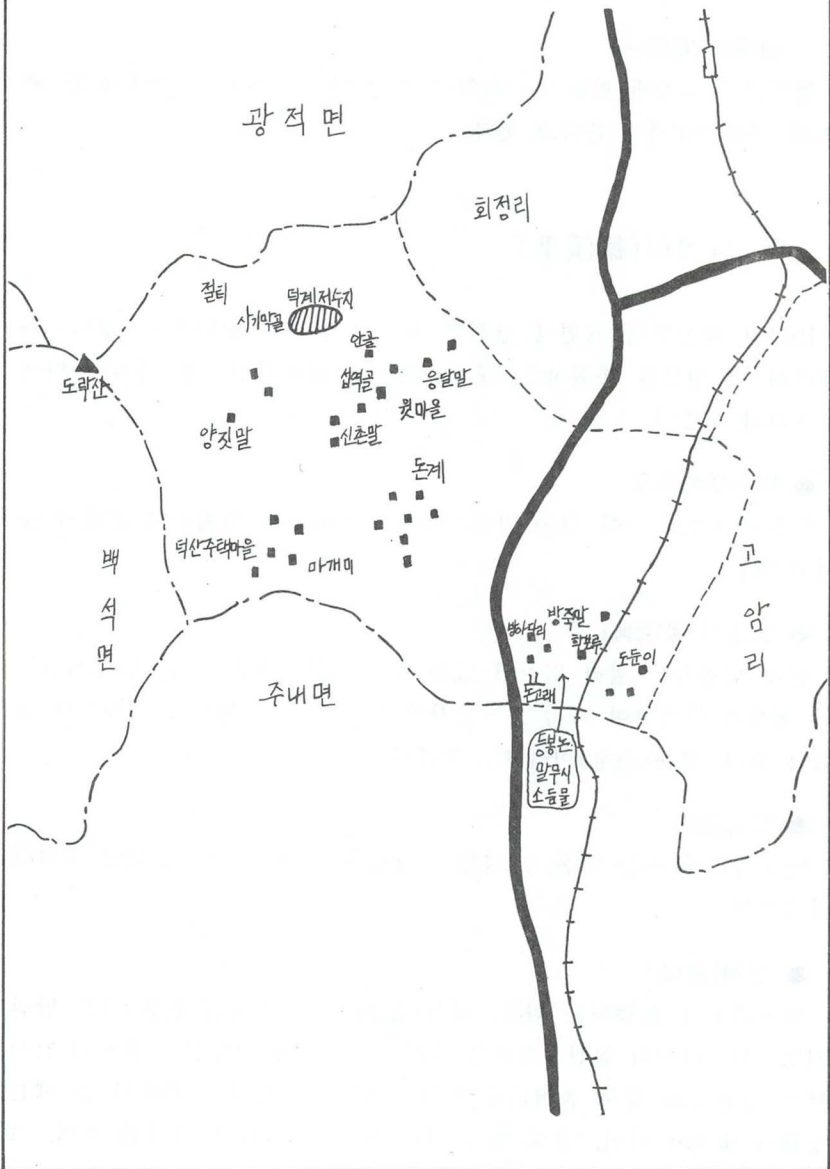 광적면
회정리
절터
덕계저수지
사기막골
안골
도락산
섭역골
응달말
윗마을
양짓말
신촌말
돈계
덕산주택마을
마개미
백석면
고암리
방죽말
도둔이
돈고래
주내면
등봉논
말무시
소듬물